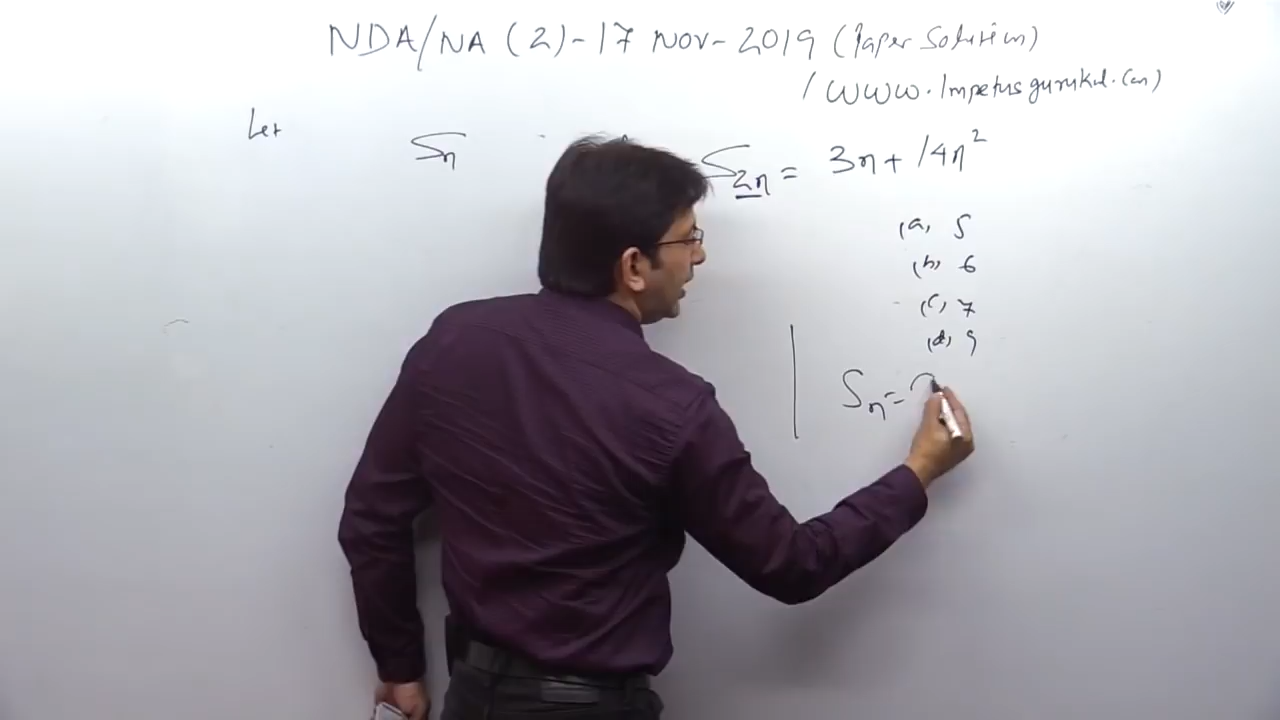 NDA/NA (2)-17 Nov-2019 (Paper Solution)
/ www.Impetusgurukul.com)
Let Sn S2n = 3n + 14n²
(a) 5
(b) 6
(c) 7
(d) 9
Sn =